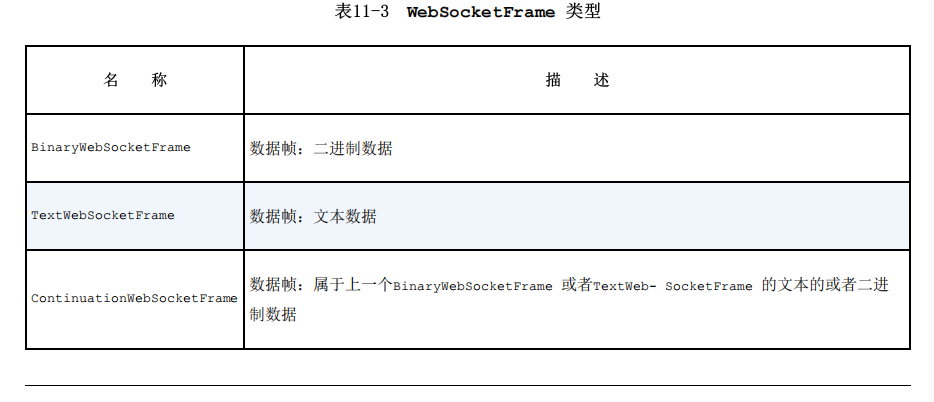 表11-3 WebSocketFrame 类型
名 称 描 述
BinaryWebSocketFrame 数据帧：二进制数据
TextWebSocketFrame 数据帧：文本数据
ContinuationWebSocketFrame 数据帧：属于上一个BinaryWebSocketFrame 或者TextWeb- SocketFrame 的文本的或者二进
制数据